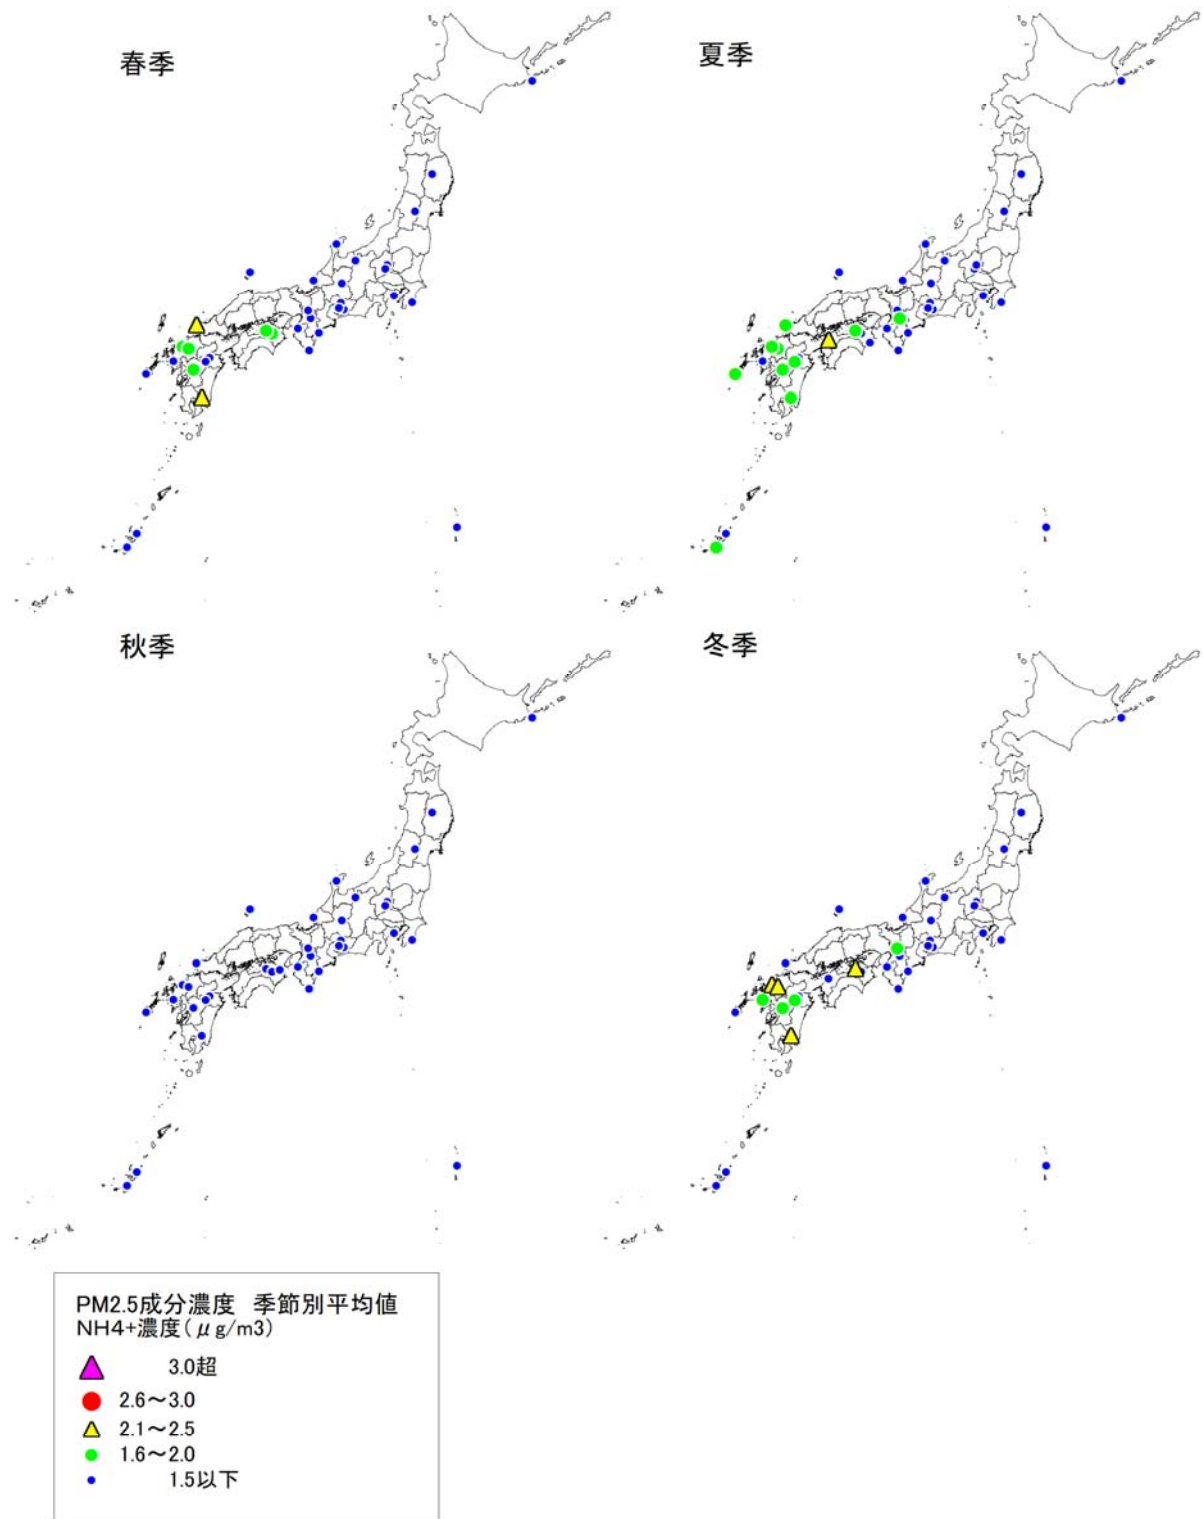 春季
夏季
秋季
冬季
PM2.5成分濃度　季節別平均値
NH4+濃度(μg/m3)
3.0超
2.6～3.0
2.1～2.5
1.6～2.0
1.5以下